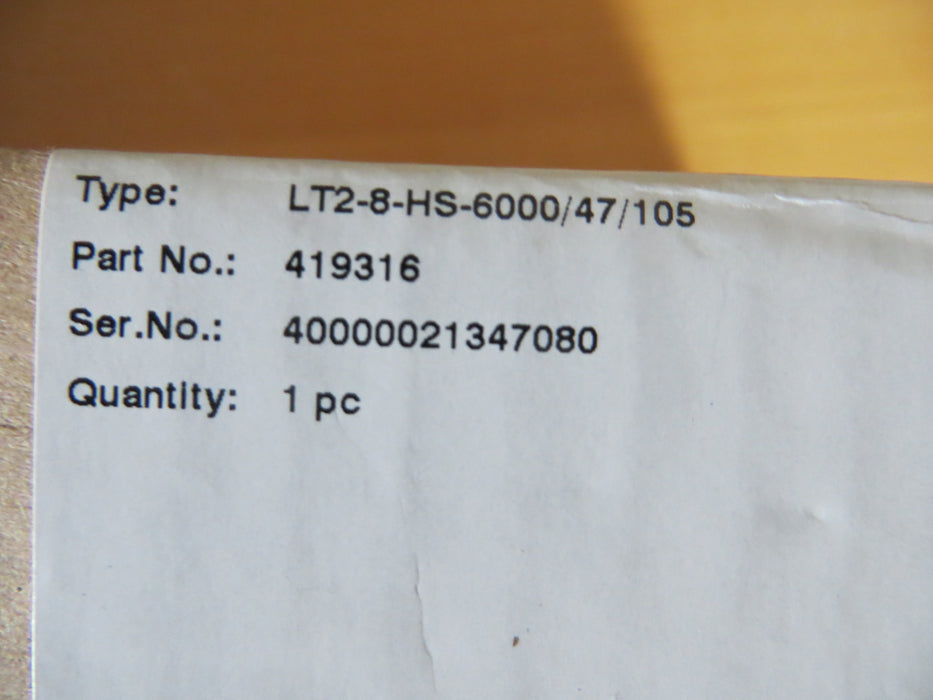 Type: LT2-8-HS-6000/47/105
Part No.: 419316
Ser.No.: 40000021347080
Quantity: 1 pc